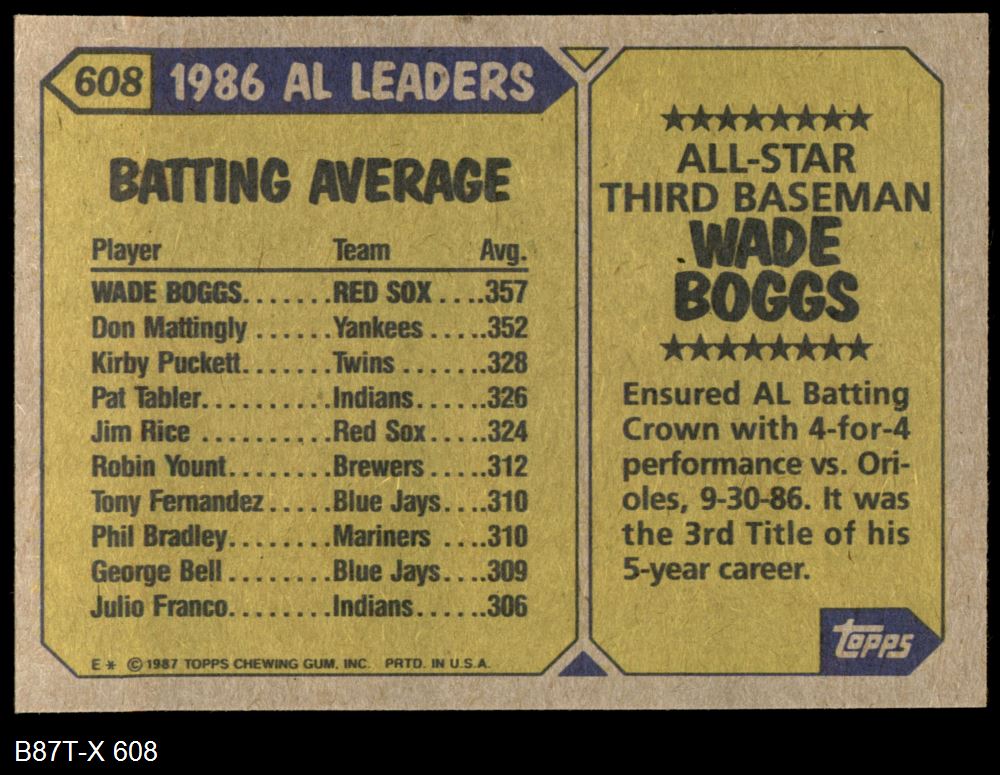 608 1986 AL LEADERS
BATTING AVERAGE
Player Team Avg.
WADE BOGGS.......RED SOX....357
Don Mattingly ......Yankees.....352
Kirby Puckett.......Twins .......328
Pat Tabler..........Indians......326
Jim Rice ..........Red Sox.....324
Robin Yount........Brewers.....312
Tony Fernandez.....Blue Jays....310
Phil Bradley........Mariners ....310
George Bell........Blue Jays....309
Julio Franco........Indians......306
E * © 1987 TOPPS CHEWING GUM, INC. PRTD. IN U.S.A.
ALL-STAR
THIRD BASEMAN
WADE
BOGGS
Ensured AL Batting
Crown with 4-for-4
performance vs. Ori-
oles, 9-30-86. It was
the 3rd Title of his
5-year career.
TOPPS
B87T-X 608